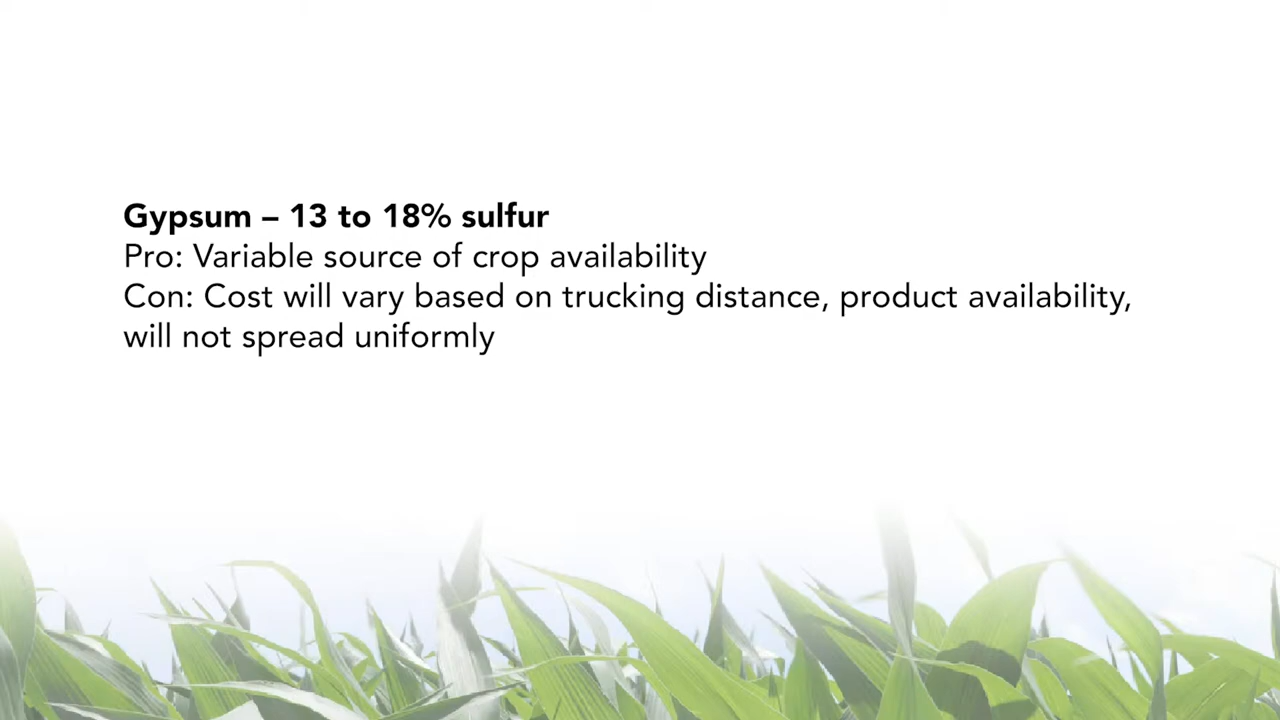 Gypsum – 13 to 18% sulfur
Pro: Variable source of crop availability
Con: Cost will vary based on trucking distance, product availability,
will not spread uniformly